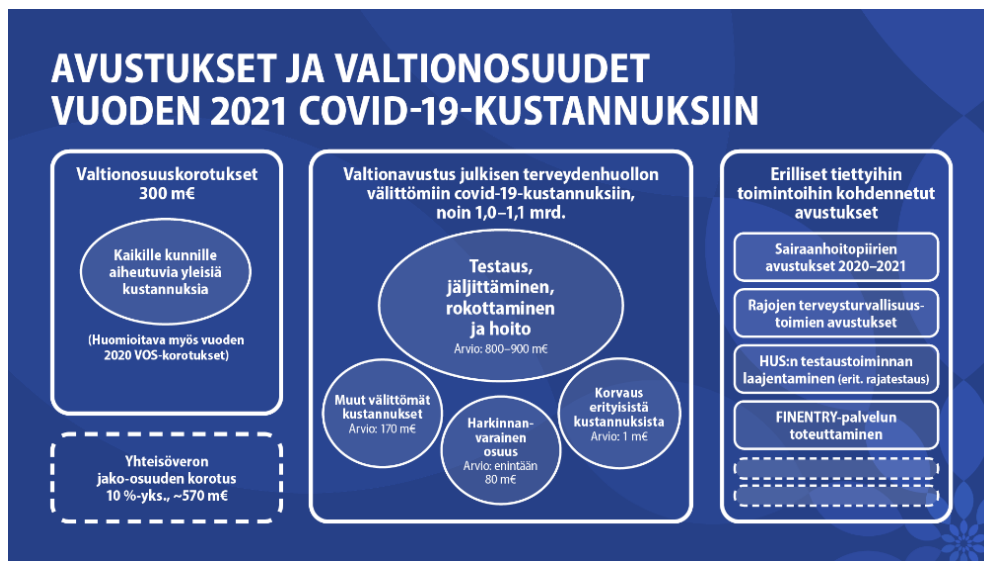 AVUSTUKSET JA VALTIONOSUUDET
VUODEN 2021 COVID-19-KUSTANNUKSIIN
Valtionosuuskorotukset
300 m€
Kaikille kunnille
aiheutuvia yleisiä
kustannuksia
(Huomioitava myös vuoden
2020 VOS-korotukset)
Yhteisöveron
jako-osuuden korotus
10 %-yks., ~570 m€
Valtionavustus julkisen terveydenhuollon
välittömiin covid-19-kustannuksiin,
noin 1,0–1,1 mrd.
Testaus,
jäljittäminen,
rokottaminen
ja hoito
Arvio: 800–900 m€
Muut välittömät
kustannukset
Arvio: 170 m€
Harkinnan-
varainen
osuus
Arvio: enintään
80 m€
Korvaus
erityisistä
kustannuksista
Arvio: 1 m€
Erilliset tiettyihin
toimintoihin kohdennetut
avustukset
Sairaanhoitopiirien
avustukset 2020–2021
Rajojen terveysturvallisuus-
toimien avustukset
HUS:n testaustoiminnan
laajentaminen (erit. rajatestaus)
FINENTRY-palvelun
toteuttaminen